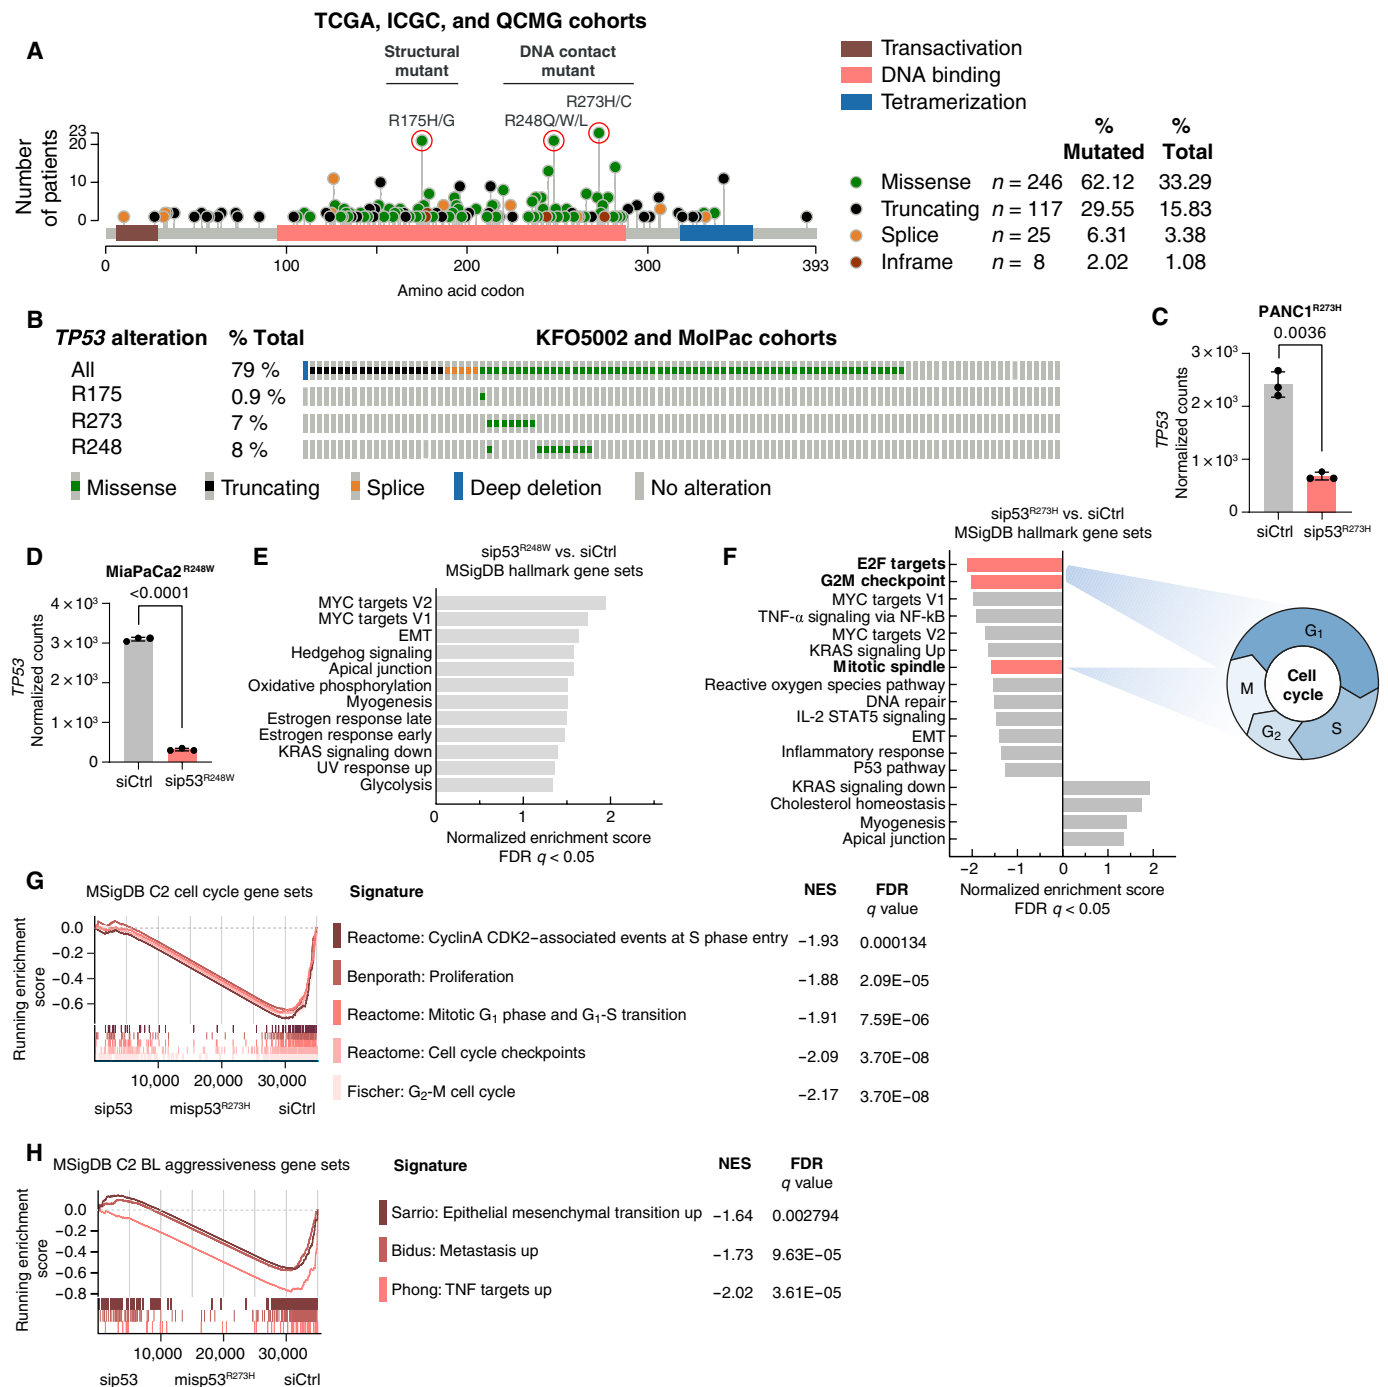 TCGA, ICGC, and QCMG cohorts
A
Structural
mutant
DNA contact
mutant
R175H/G
R248Q/W/L
R273H/C
Number
of patients
23
20
10
0
0
100
200
300
393
Amino acid codon
Transactivation
DNA binding
Tetramerization
% Mutated
% Total
Missense n = 246 62.12 33.29
Truncating n = 117 29.55 15.83
Splice n = 25 6.31 3.38
Inframe n = 8 2.02 1.08
B
TP53 alteration % Total KFO5002 and MolPac cohorts
All 79 %
R175 0.9 %
R273 7 %
R248 8 %
Missense Truncating Splice Deep deletion No alteration
C
PANC1R273H
0.0036
TP53
Normalized counts
3 × 10³
2 × 10³
1 × 10³
0
siCtrl sip53R273H
D
MiaPaCa2R248W
<0.0001
TP53
Normalized counts
4 × 10³
3 × 10³
2 × 10³
1 × 10³
0
siCtrl sip53R248W
E
sip53R248W vs. siCtrl
MSigDB hallmark gene sets
MYC targets V2
MYC targets V1
EMT
Hedgehog signaling
Apical junction
Oxidative phosphorylation
Myogenesis
Estrogen response late
Estrogen response early
KRAS signaling down
UV response up
Glycolysis
0 1 2
Normalized enrichment score
FDR q < 0.05
F
sip53R273H vs. siCtrl
MSigDB hallmark gene sets
E2F targets
G2M checkpoint
MYC targets V1
TNF-α signaling via NF-kB
MYC targets V2
KRAS signaling Up
Mitotic spindle
Reactive oxygen species pathway
DNA repair
IL-2 STAT5 signaling
EMT
Inflammatory response
P53 pathway
KRAS signaling down
Cholesterol homeostasis
Myogenesis
Apical junction
−2 −1 0 1 2
Normalized enrichment score
FDR q < 0.05
G1
S
G2
M
Cell
cycle
G
MSigDB C2 cell cycle gene sets
Running enrichment
score
0.0
−0.2
−0.4
−0.6
10,000 20,000 30,000
sip53 misp53R273H siCtrl
Signature NES FDR
q value
Reactome: CyclinA CDK2−associated events at S phase entry −1.93 0.000134
Benporath: Proliferation −1.88 2.09E−05
Reactome: Mitotic G1 phase and G1-S transition −1.91 7.59E−06
Reactome: Cell cycle checkpoints −2.09 3.70E−08
Fischer: G2-M cell cycle −2.17 3.70E−08
H
MSigDB C2 BL aggressiveness gene sets
Running enrichment
score
0.0
−0.2
−0.4
−0.6
−0.8
10,000 20,000 30,000
sip53 misp53R273H siCtrl
Signature NES FDR
q value
Sarrio: Epithelial mesenchymal transition up −1.64 0.002794
Bidus: Metastasis up −1.73 9.63E−05
Phong: TNF targets up −2.02 3.61E−05